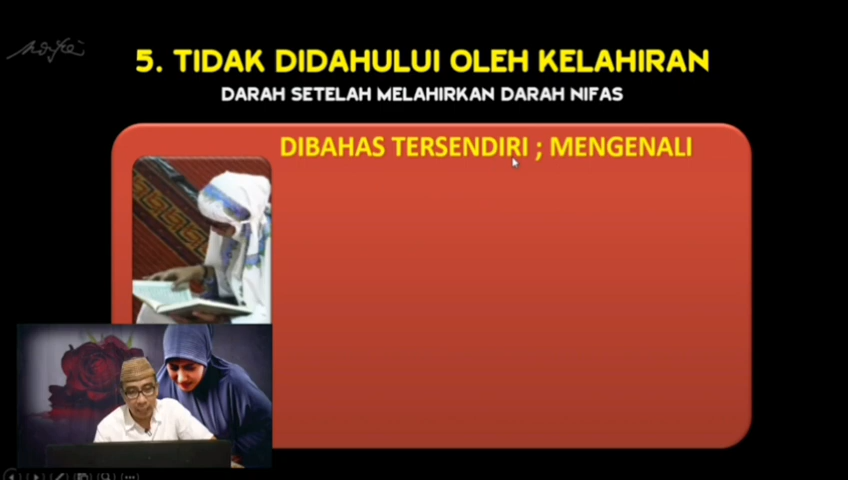 5. TIDAK DIDAHULUI OLEH KELAHIRAN
DARAH SETELAH MELAHIRKAN DARAH NIFAS
DIBAHAS TERSENDIRI ; MENGENALI